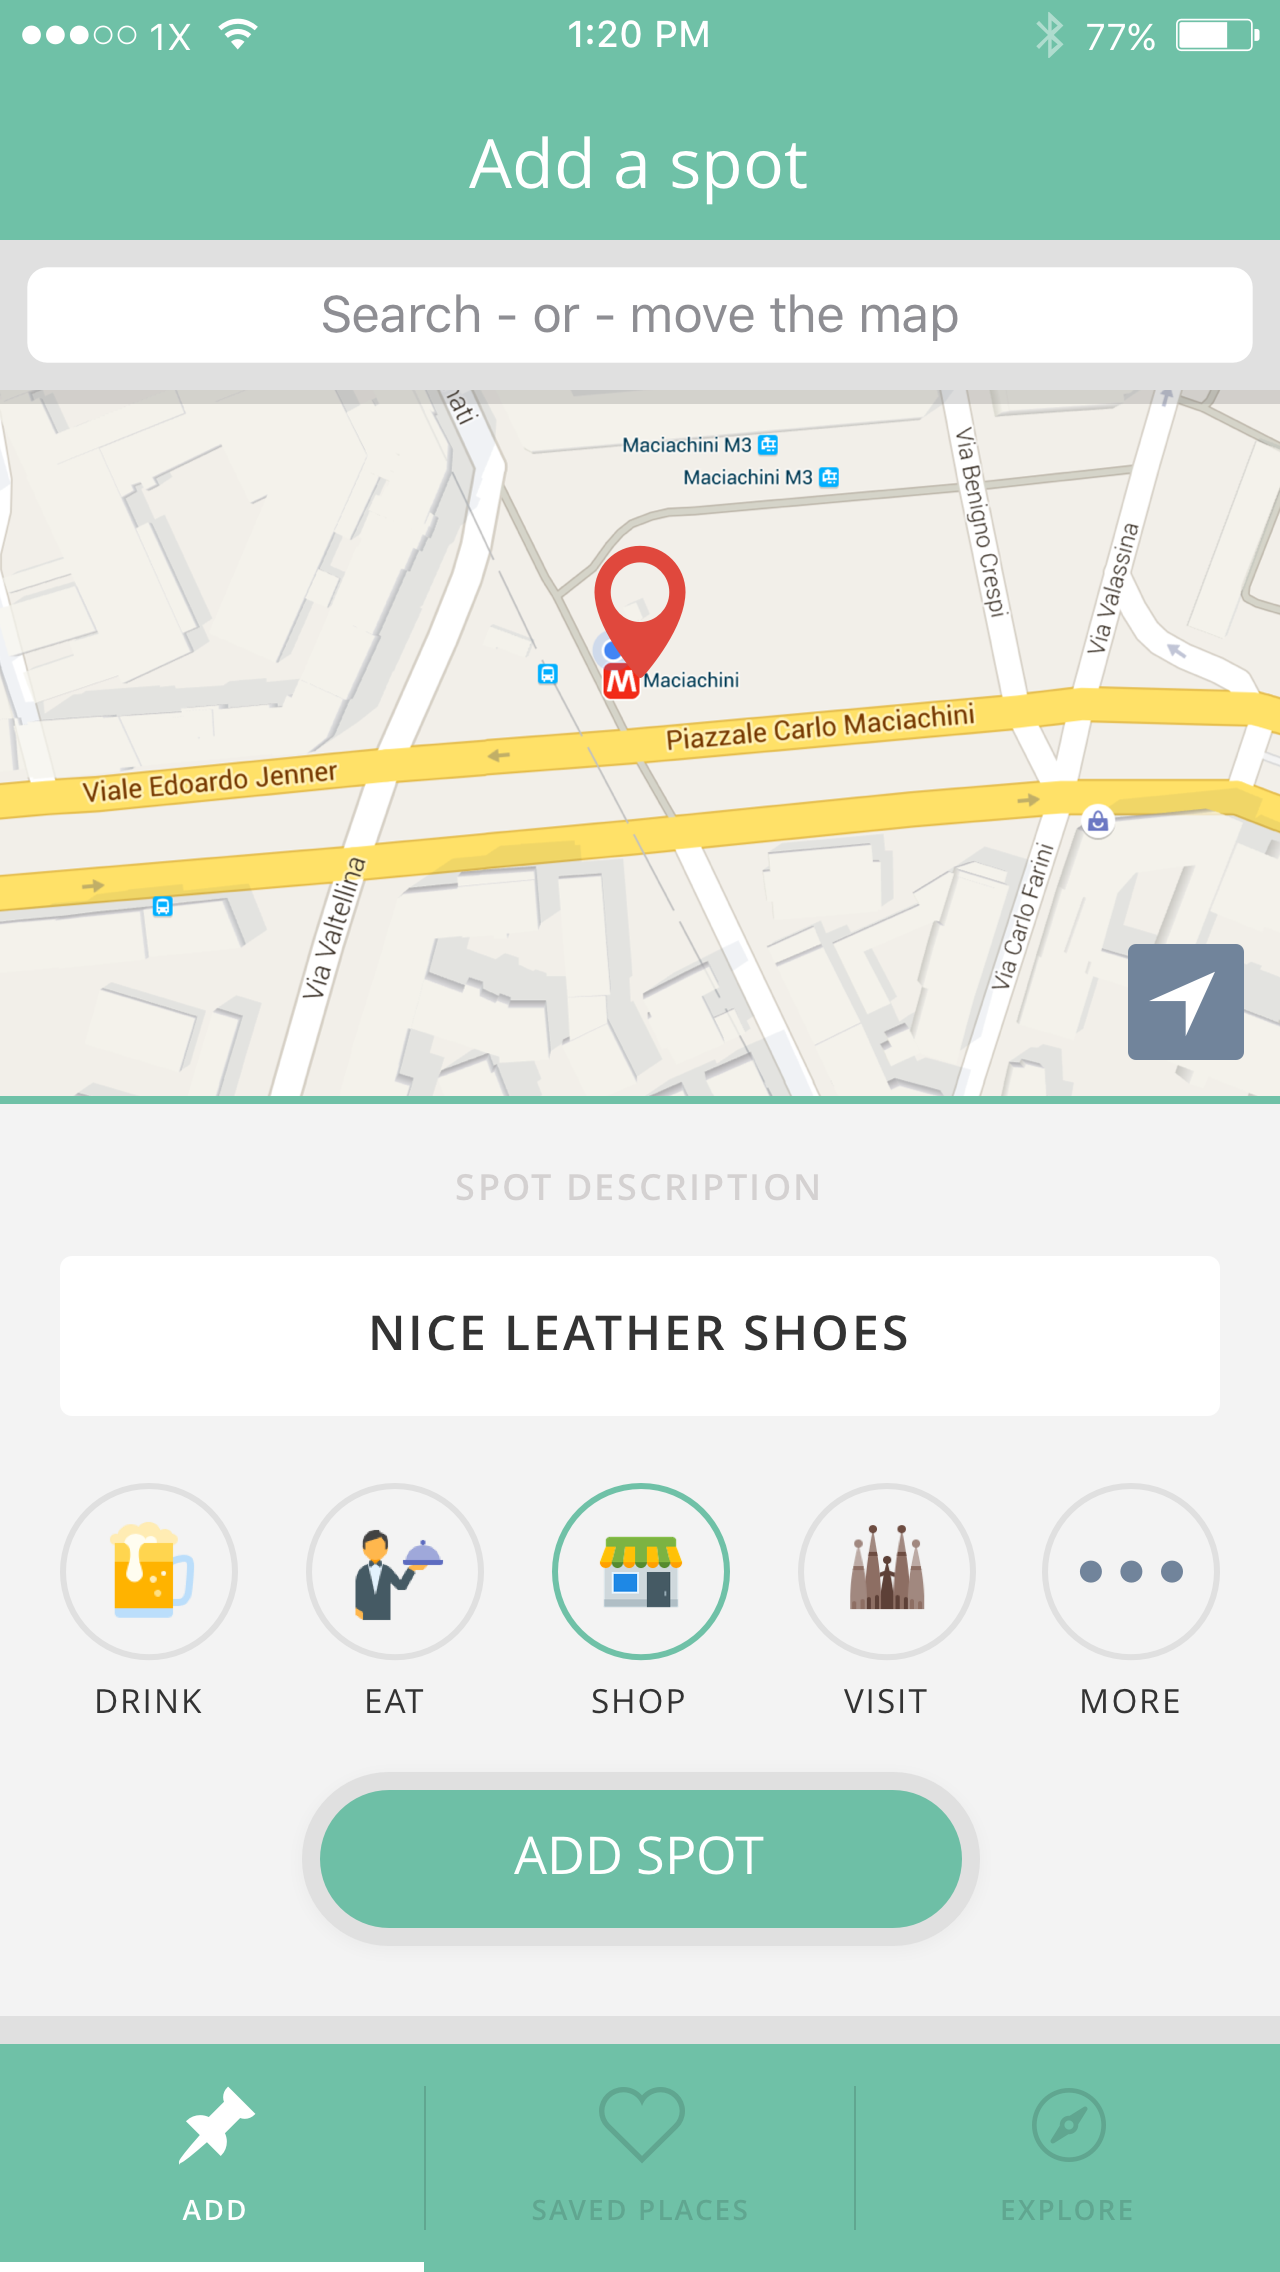 1X 1:20 PM 77%
Add a spot
Search - or - move the map
Maciachini M3
Maciachini M3
Via Benigno Crespi
Via Valassina
M Maciachini
Piazzale Carlo Maciachini
Viale Edoardo Jenner
Via Valtellina
Via Carlo Farini
SPOT DESCRIPTION
NICE LEATHER SHOES
DRINK EAT SHOP VISIT MORE
ADD SPOT
ADD SAVED PLACES EXPLORE